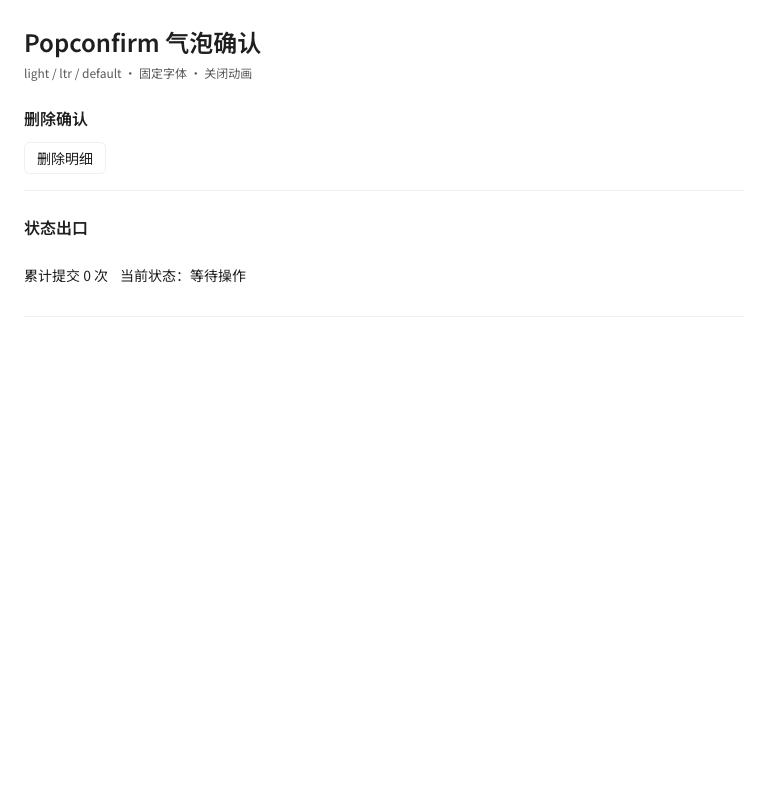 Popconfirm 气泡确认
light / ltr / default ・ 固定字体 ・ 关闭动画
删除确认
删除明细
状态出口
累计提交 0 次 当前状态：等待操作